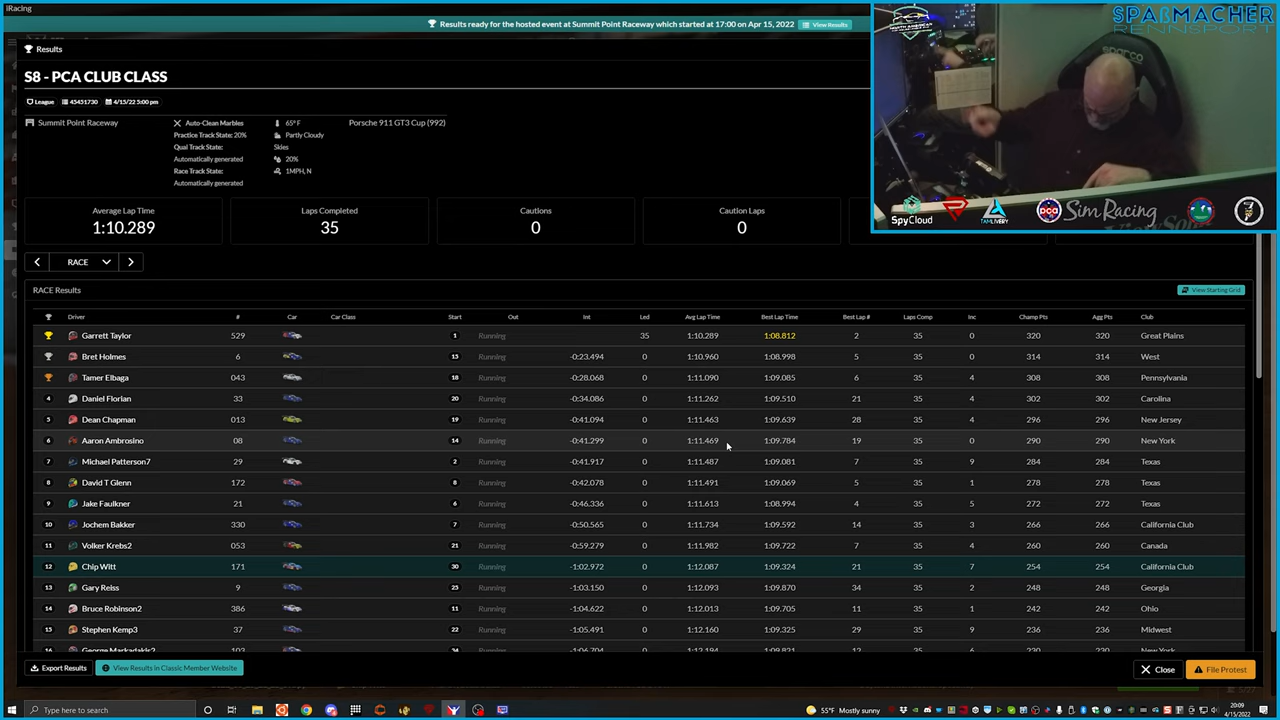 iRacing
Results ready for the hosted event at Summit Point Raceway which started at 17:00 on Apr 15, 2022 View Results
SPAßMACHER
RENNSPORT
Results
S8 - PCA CLUB CLASS
League 45451730 4/15/22 5:00 pm
Summit Point Raceway Auto-Clean Marbles 65° F Porsche 911 GT3 Cup (992)
Practice Track State: 20% Partly Cloudy
Qual Track State: Skies
Automatically generated 20%
Race Track State: 1MPH, N
Automatically generated
SpyCloud TAMLIVERY pca Sim Racing
Average Lap Time Laps Completed Cautions Caution Laps
1:10.289 35 0 0
RACE
RACE Results View Starting Grid
Driver # Car Car Class Start Out Int Led Avg Lap Time Best Lap Time Best Lap # Laps Comp Inc Champ Pts Agg Pts Club
Garrett Taylor 529 1 Running 35 1:10.289 1:08.812 2 35 0 320 320 Great Plains
Bret Holmes 6 13 Running -0:23.494 0 1:10.960 1:08.998 5 35 0 314 314 West
Tamer Elbaga 043 18 Running -0:28.068 0 1:11.090 1:09.085 6 35 4 308 308 Pennsylvania
4 Daniel Florian 33 20 Running -0:34.086 0 1:11.262 1:09.510 21 35 4 302 302 Carolina
5 Dean Chapman 013 19 Running -0:41.094 0 1:11.463 1:09.639 28 35 4 296 296 New Jersey
6 Aaron Ambrosino 08 14 Running -0:41.299 0 1:11.469 1:09.784 19 35 0 290 290 New York
7 Michael Patterson7 29 2 Running -0:41.917 0 1:11.487 1:09.081 7 35 9 284 284 Texas
8 David T Glenn 172 8 Running -0:42.078 0 1:11.491 1:09.069 5 35 1 278 278 Texas
9 Jake Faulkner 21 6 Running -0:46.336 0 1:11.613 1:08.994 4 35 5 272 272 Texas
10 Jochem Bakker 330 7 Running -0:50.565 0 1:11.734 1:09.592 14 35 3 266 266 California Club
11 Volker Krebs2 053 21 Running -0:59.279 0 1:11.982 1:09.722 7 35 4 260 260 Canada
12 Chip Witt 171 30 Running -1:02.972 0 1:12.087 1:09.324 21 35 7 254 254 California Club
13 Gary Reiss 9 25 Running -1:03.150 0 1:12.093 1:09.870 34 35 2 248 248 Georgia
14 Bruce Robinson2 386 11 Running -1:04.622 0 1:12.013 1:09.705 11 35 1 242 242 Ohio
15 Stephen Kemp3 37 22 Running -1:05.491 0 1:12.160 1:09.325 29 35 9 236 236 Midwest
16 George Markadakis2 103 Running -1:06.704 0 1:12.194 35 230 230 New York
Export Results View Results in Classic Member Website Close File Protest
Type here to search 55°F Mostly sunny 20:09
4/15/2022